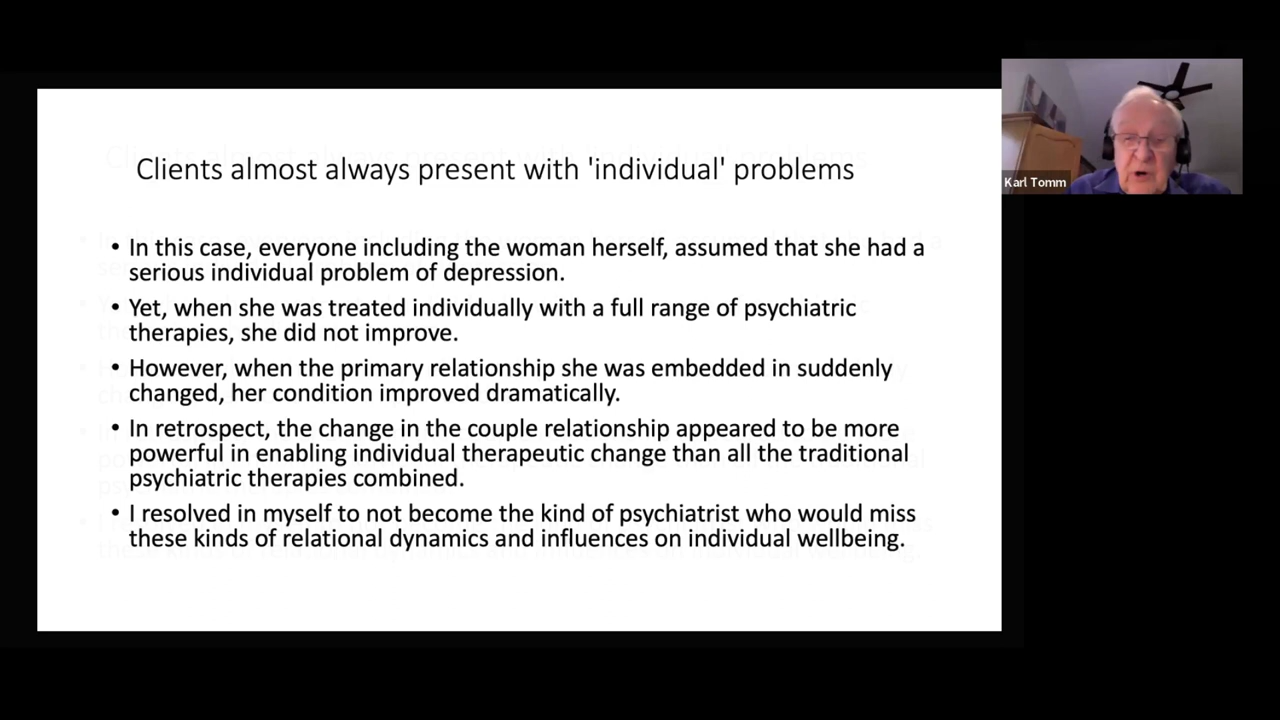 Clients almost always present with 'individual' problems
• In this case, everyone including the woman herself, assumed that she had a
serious individual problem of depression.
• Yet, when she was treated individually with a full range of psychiatric
therapies, she did not improve.
• However, when the primary relationship she was embedded in suddenly
changed, her condition improved dramatically.
• In retrospect, the change in the couple relationship appeared to be more
powerful in enabling individual therapeutic change than all the traditional
psychiatric therapies combined.
• I resolved in myself to not become the kind of psychiatrist who would miss
these kinds of relational dynamics and influences on individual wellbeing.
Karl Tomm